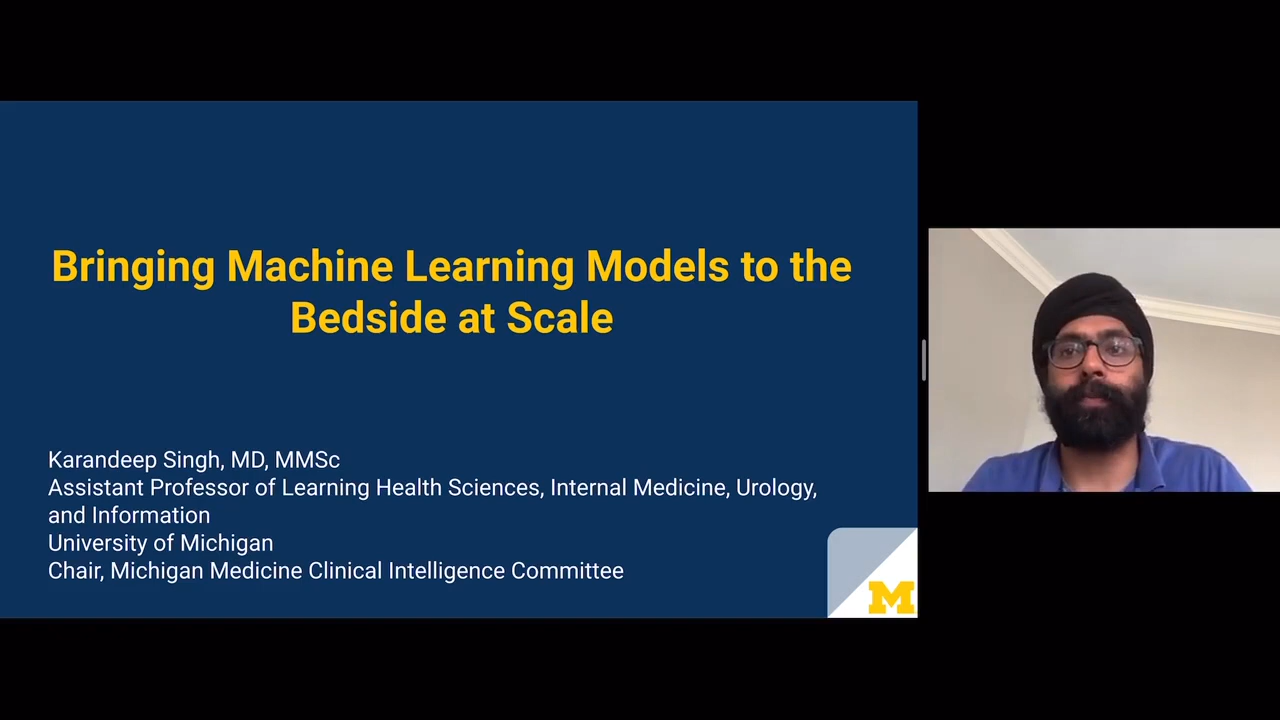 Bringing Machine Learning Models to the
Bedside at Scale
Karandeep Singh, MD, MMSc
Assistant Professor of Learning Health Sciences, Internal Medicine, Urology,
and Information
University of Michigan
Chair, Michigan Medicine Clinical Intelligence Committee
M